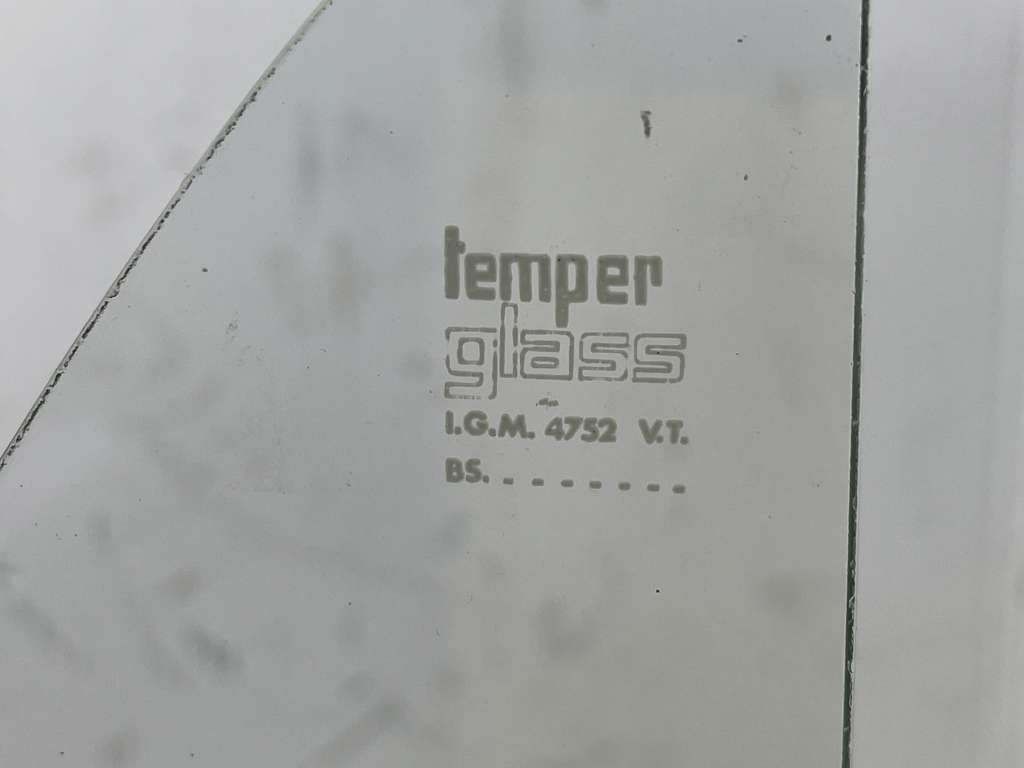 temper
glass
I.G.M. 4752 V.T.
BS. - - - - - - -